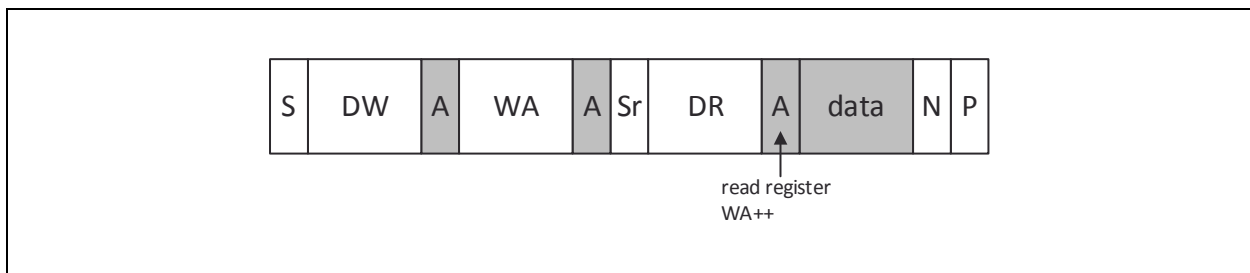 S DW A WA A Sr DR A data N P
read register
WA++